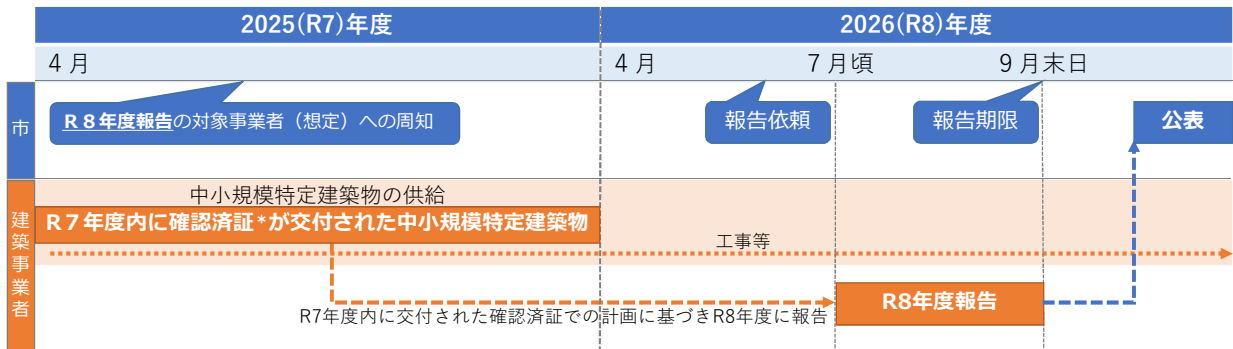 2025(R7)年度
2026(R8)年度
4月
4月
7月頃
9月末日
市
R8年度報告の対象事業者（想定）への周知
報告依頼
報告期限
公表
建築事業者
中小規模特定建築物の供給
R7年度内に確認済証*が交付された中小規模特定建築物
工事等
R8年度報告
R7年度内に交付された確認済証での計画に基づきR8年度に報告